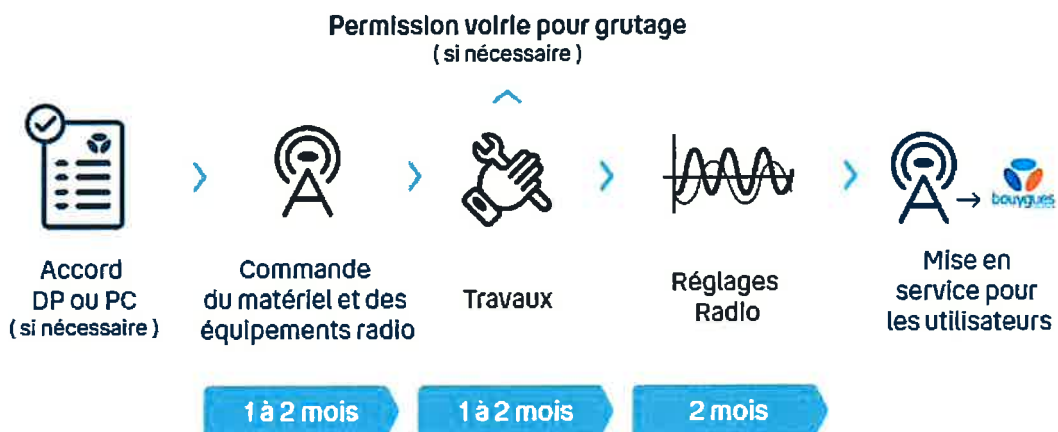 Permission voirie pour grutage
( si nécessaire )
Accord
DP ou PC
( si nécessaire )
Commande
du matériel et des
équipements radio
Travaux
Réglages
Radio
bouygues
Mise en
service pour
les utilisateurs
1 à 2 mois
1 à 2 mois
2 mois